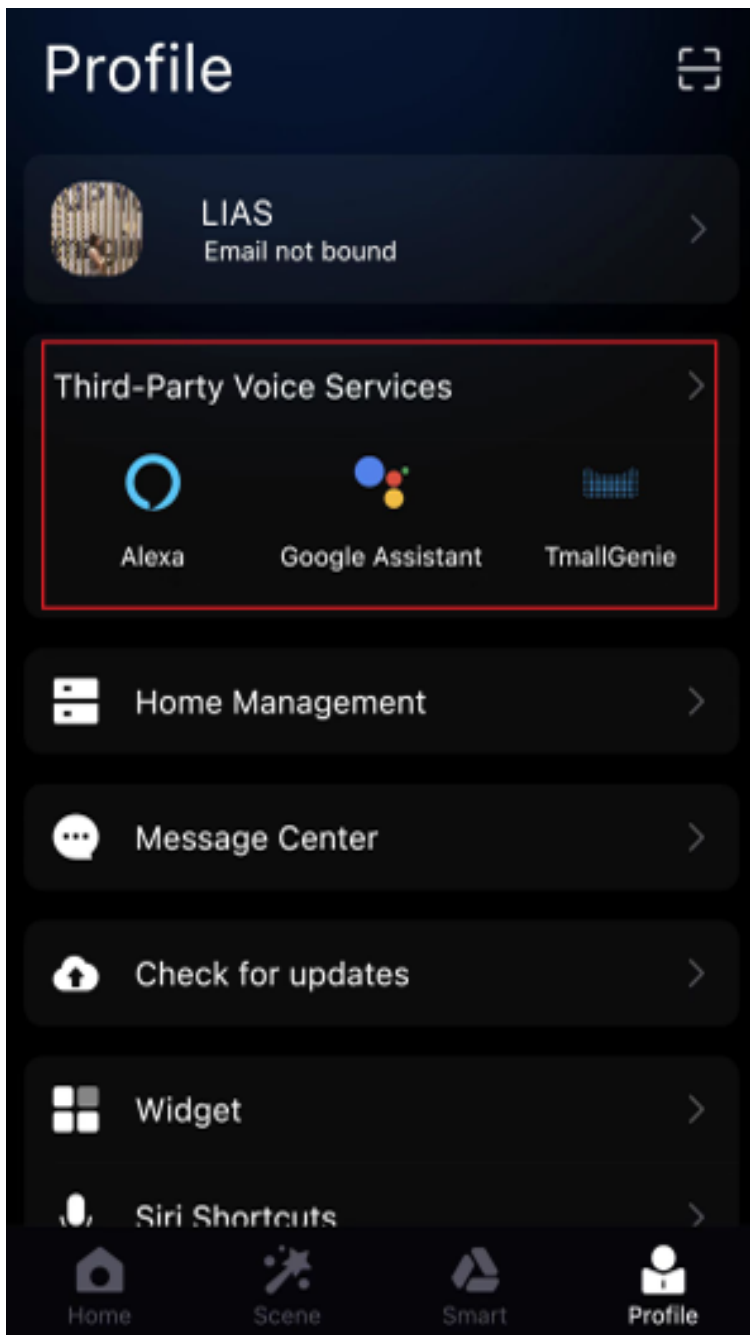 Profile
LIAS
Email not bound
Third-Party Voice Services
Alexa
Google Assistant
TmallGenie
Home Management
Message Center
Check for updates
Widget
Siri Shortcuts
Home
Scene
Smart
Profile